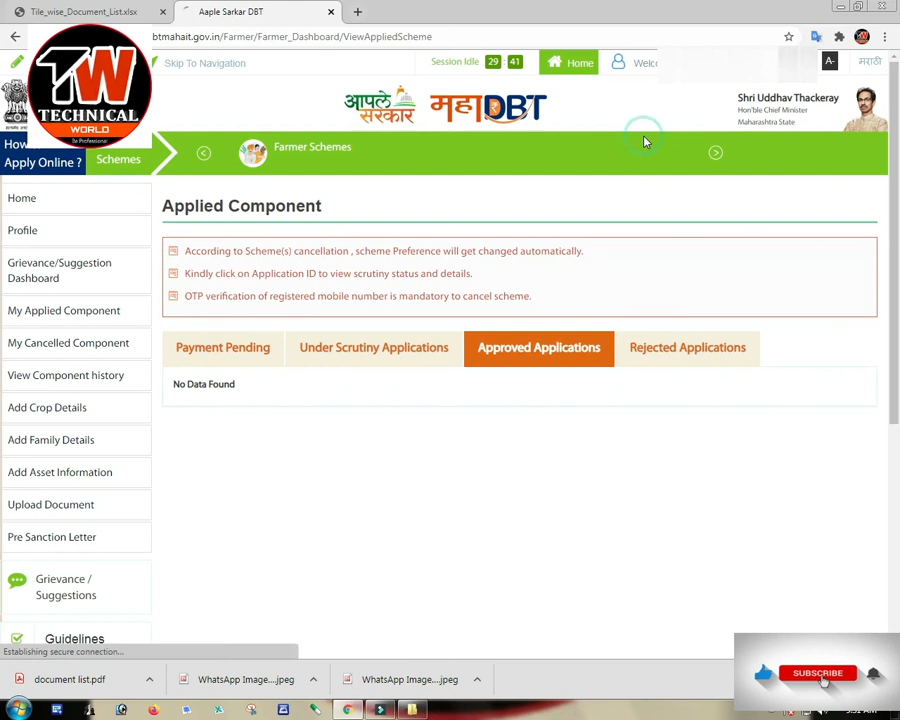 Tile_wise_Document_List.xlsx
Aaple Sarkar DBT
btmahait.gov.in/Farmer/Farmer_Dashboard/ViewAppliedScheme
Skip To Navigation
Session Idle 29 : 41
Home
Welc
A-
मराठी
TW
TECHNICAL
WORLD
Be Professional
आपले सरकार
महाDBT
Shri Uddhav Thackeray
Hon'ble Chief Minister
Maharashtra State
How
Apply Online ?
Schemes
Farmer Schemes
Home
Profile
Grievance/Suggestion
Dashboard
My Applied Component
My Cancelled Component
View Component history
Add Crop Details
Add Family Details
Add Asset Information
Upload Document
Pre Sanction Letter
Grievance /
Suggestions
Guidelines
Applied Component
According to Scheme(s) cancellation , scheme Preference will get changed automatically.
Kindly click on Application ID to view scrutiny status and details.
OTP verification of registered mobile number is mandatory to cancel scheme.
Payment Pending
Under Scrutiny Applications
Approved Applications
Rejected Applications
No Data Found
Establishing secure connection...
document list.pdf
WhatsApp Image....jpeg
WhatsApp Image....jpeg
SUBSCRIBE